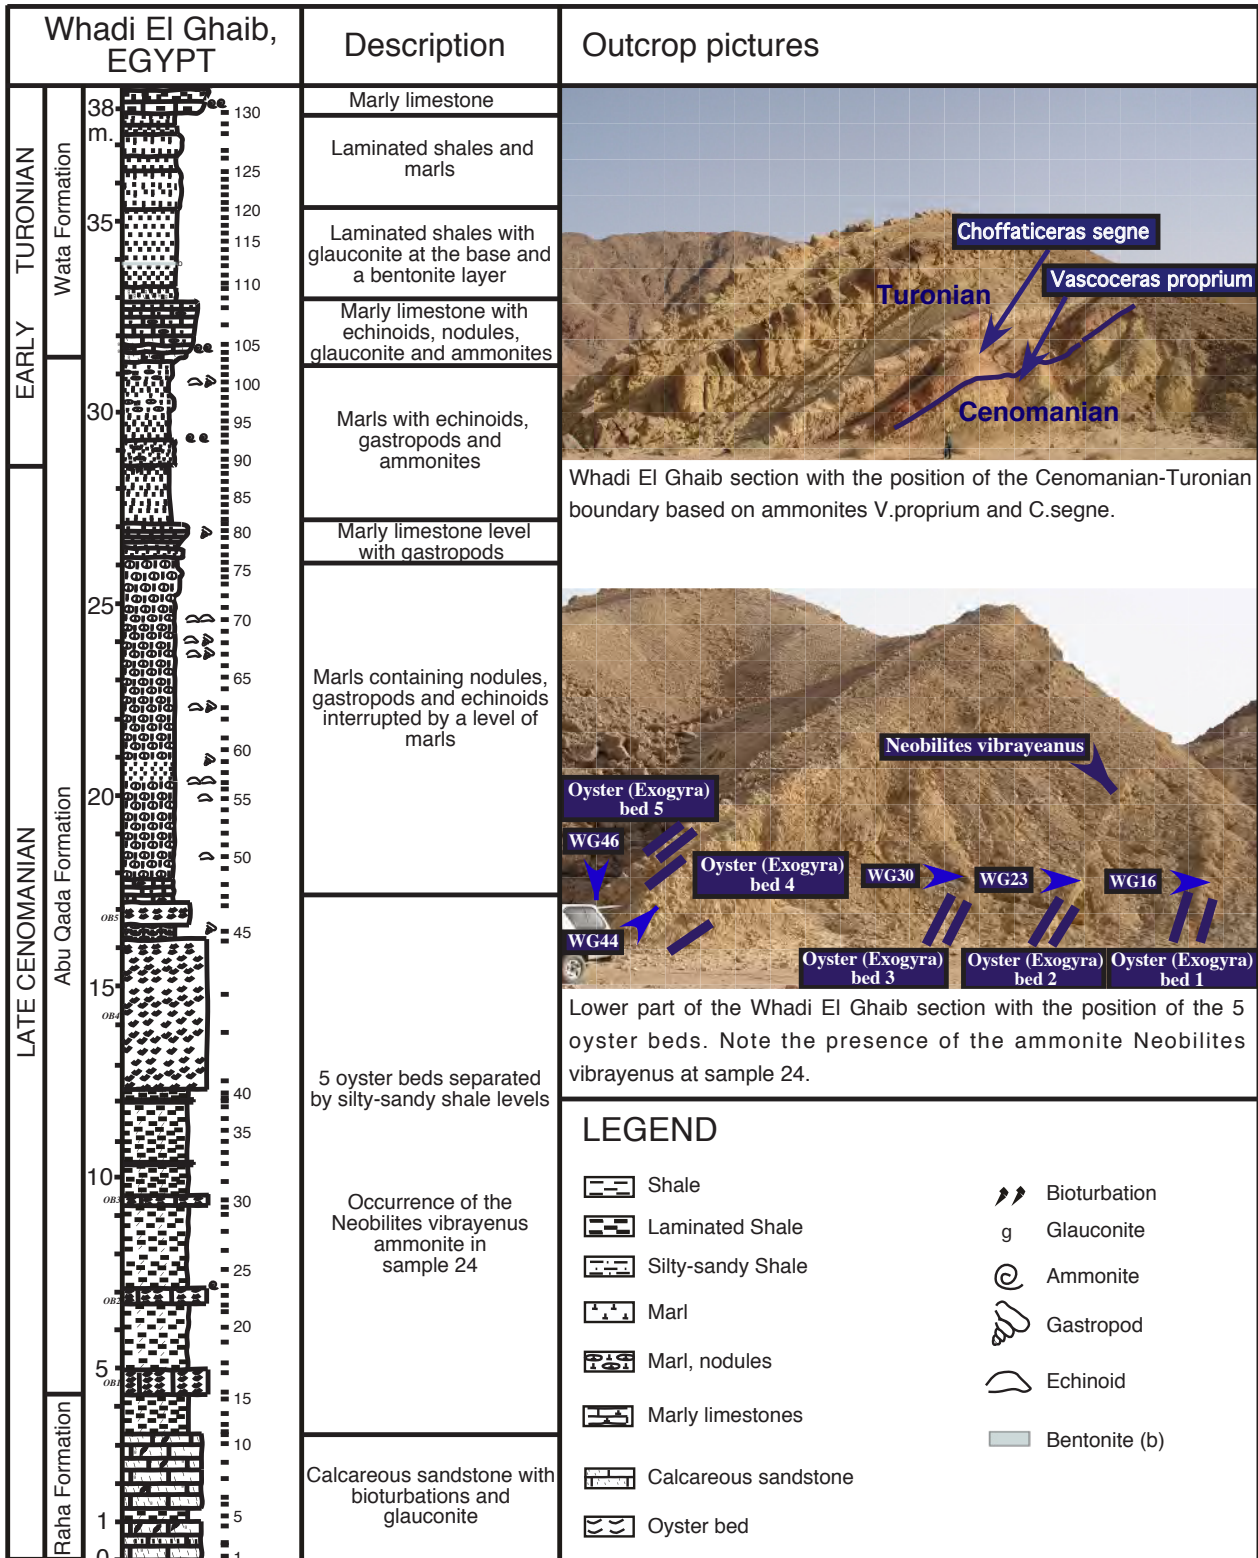 Whadi El Ghaib,
EGYPT
Description
Outcrop pictures
EARLY TURONIAN
LATE CENOMANIAN
Wata Formation
Abu Qada Formation
Raha Formation
38
m.
35
30
25
20
15
10
5
1
0
OB5
OB4
OB3
OB2
OB1
130
125
120
115
110
105
100
95
90
85
80
75
70
65
60
55
50
45
40
35
30
25
20
15
10
5
1
Marly limestone
Laminated shales and
marls
Laminated shales with
glauconite at the base and
a bentonite layer
Marly limestone with
echinoids, nodules,
glauconite and ammonites
Marls with echinoids,
gastropods and
ammonites
Marly limestone level
with gastropods
Marls containing nodules,
gastropods and echinoids
interrupted by a level of
marls
5 oyster beds separated
by silty-sandy shale levels
Occurrence of the
Neobilites vibrayenus
ammonite in
sample 24
Calcareous sandstone with
bioturbations and
glauconite
Choffaticeras segne
Vascoceras proprium
Turonian
Cenomanian
Whadi El Ghaib section with the position of the Cenomanian-Turonian
boundary based on ammonites V.proprium and C.segne.
Neobilites vibrayeanus
Oyster (Exogyra)
bed 5
WG46
Oyster (Exogyra)
bed 4
WG44
WG30
WG23
WG16
Oyster (Exogyra)
bed 3
Oyster (Exogyra)
bed 2
Oyster (Exogyra)
bed 1
Lower part of the Whadi El Ghaib section with the position of the 5
oyster beds. Note the presence of the ammonite Neobilites
vibrayenus at sample 24.
LEGEND
Shale
Laminated Shale
Silty-sandy Shale
Marl
Marl, nodules
Marly limestones
Calcareous sandstone
Oyster bed
Bioturbation
g Glauconite
Ammonite
Gastropod
Echinoid
Bentonite (b)